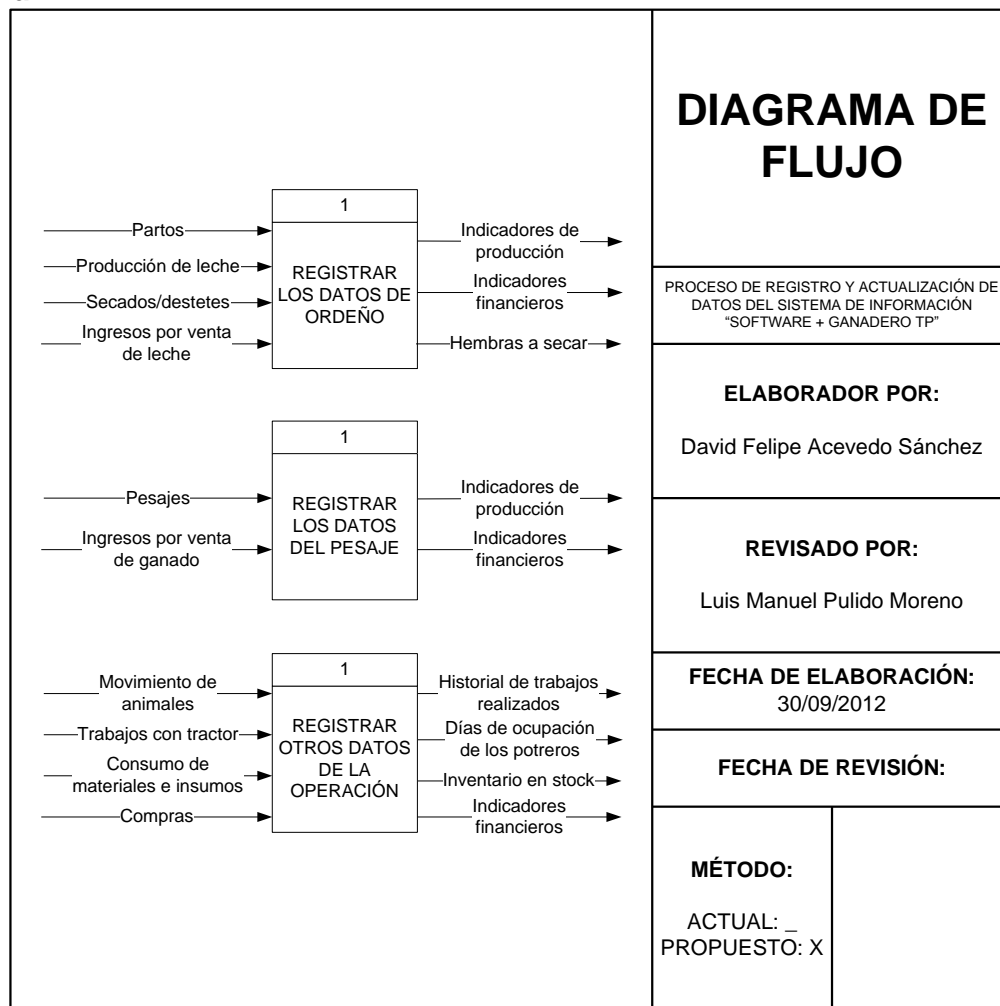 DIAGRAMA DE
FLUJO
PROCESO DE REGISTRO Y ACTUALIZACIÓN DE
DATOS DEL SISTEMA DE INFORMACIÓN
“SOFTWARE + GANADERO TP”
ELABORADOR POR:
David Felipe Acevedo Sánchez
REVISADO POR:
Luis Manuel Pulido Moreno
FECHA DE ELABORACIÓN:
30/09/2012
FECHA DE REVISIÓN:
MÉTODO:
ACTUAL: _
PROPUESTO: X
Partos
Producción de leche
Secados/destetes
Ingresos por venta
de leche
1
REGISTRAR
LOS DATOS DE
ORDEÑO
Indicadores de
producción
Indicadores
financieros
Hembras a secar
Pesajes
Ingresos por venta
de ganado
1
REGISTRAR
LOS DATOS
DEL PESAJE
Indicadores de
producción
Indicadores
financieros
Movimiento de
animales
Trabajos con tractor
Consumo de
materiales e insumos
Compras
1
REGISTRAR
OTROS DATOS
DE LA
OPERACIÓN
Historial de trabajos
realizados
Días de ocupación
de los potreros
Inventario en stock
Indicadores
financieros